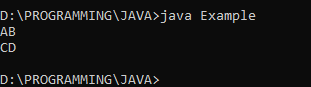 D:\PROGRAMMING\JAVA>java Example
AB
CD
D:\PROGRAMMING\JAVA>